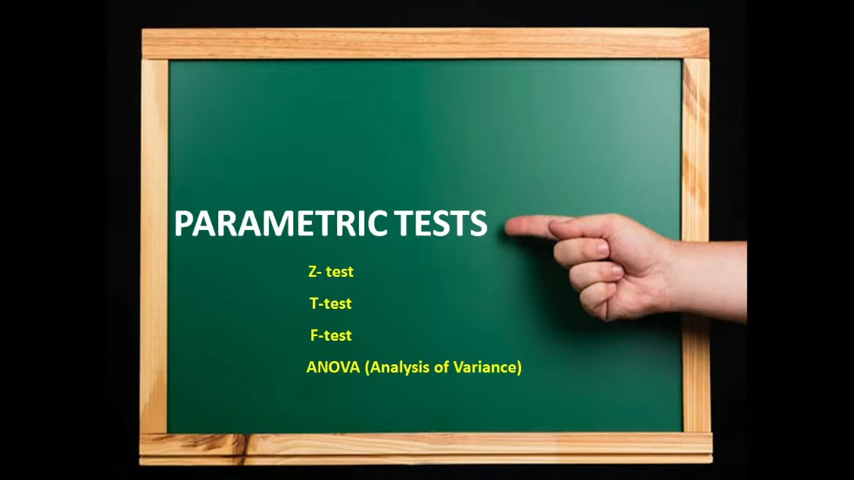 PARAMETRIC TESTS
Z- test
T-test
F-test
ANOVA (Analysis of Variance)